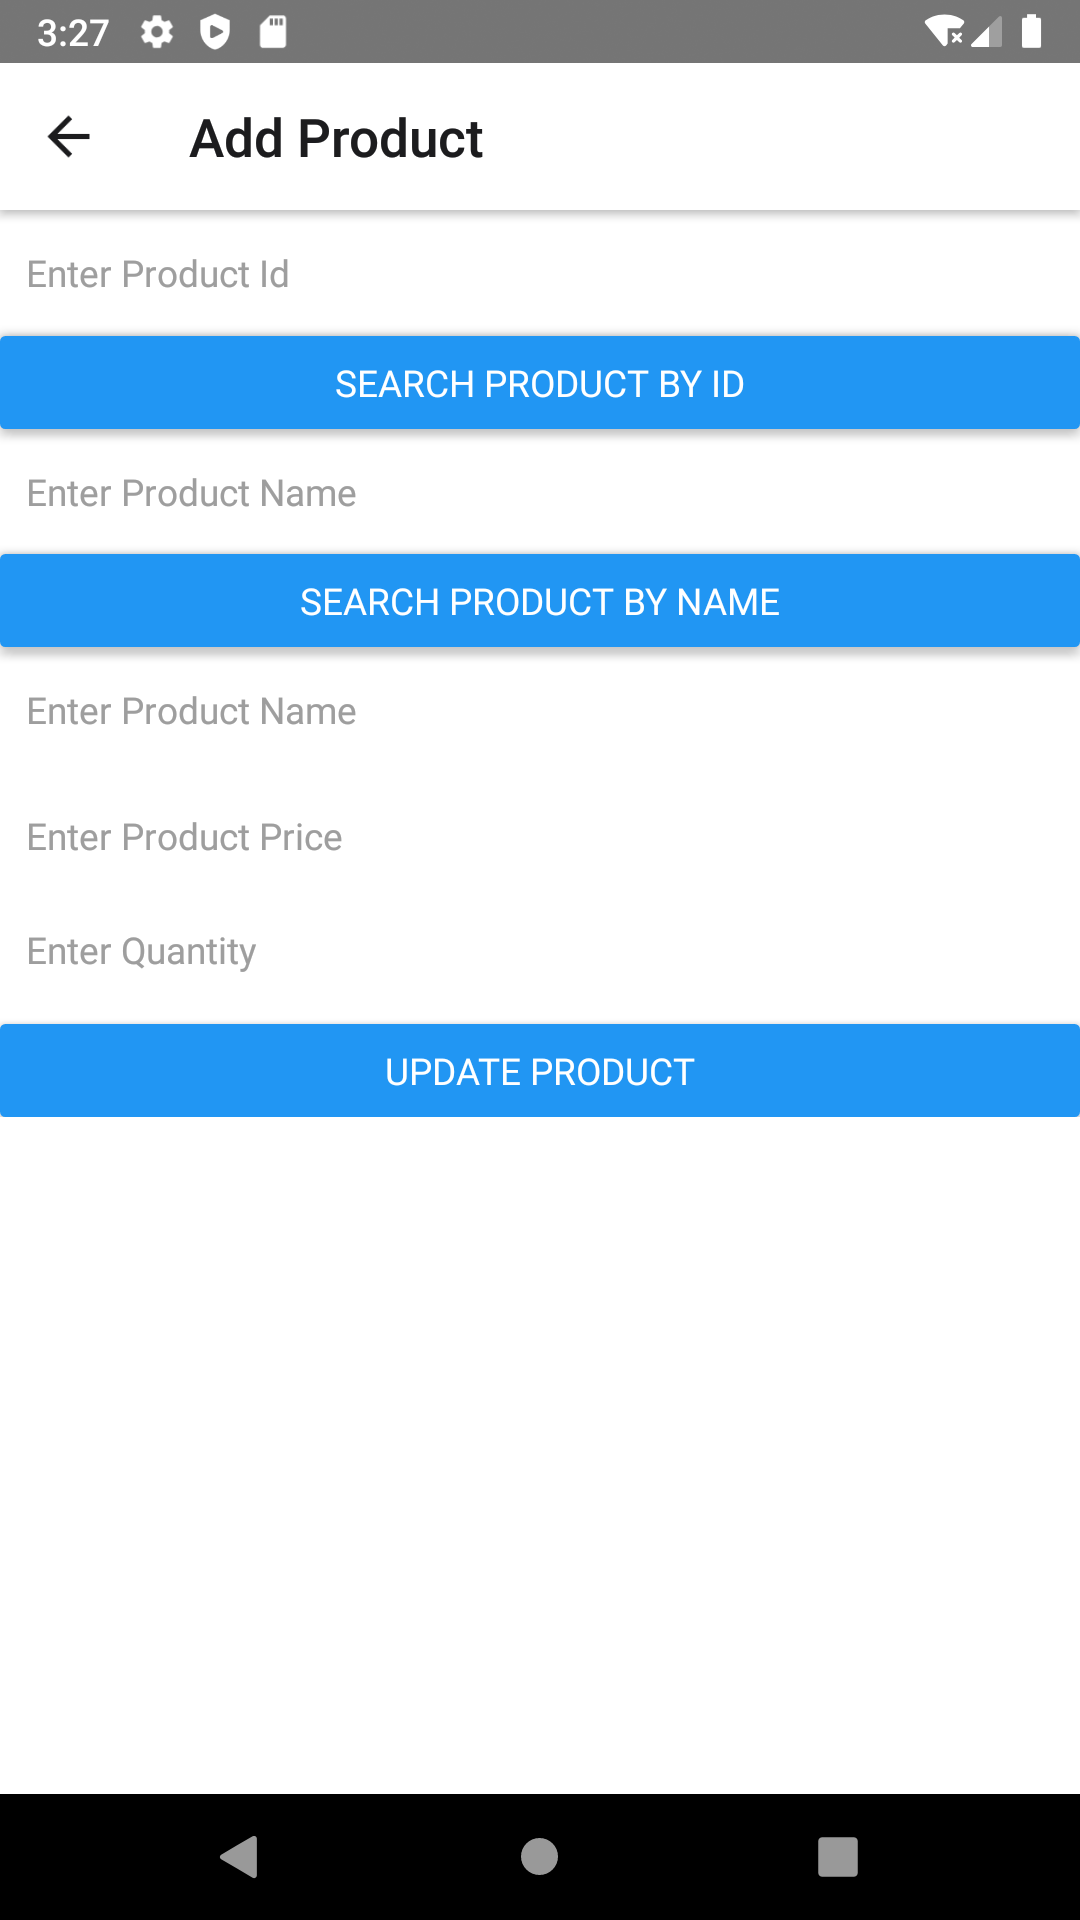 3:27
Add Product
Enter Product Id
SEARCH PRODUCT BY ID
Enter Product Name
SEARCH PRODUCT BY NAME
Enter Product Name
Enter Product Price
Enter Quantity
UPDATE PRODUCT